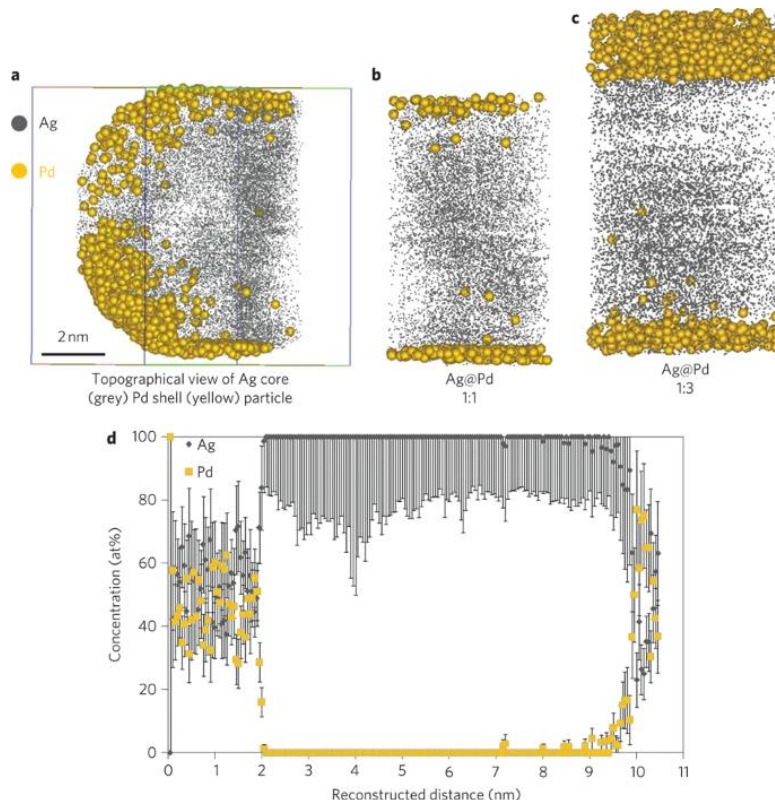 a
Ag
Pd
2 nm
Topographical view of Ag core
(grey) Pd shell (yellow) particle
b
Ag@Pd
1:1
c
Ag@Pd
1:3
d
Ag
Pd
Concentration (at%)
100
80
60
40
20
0
0 1 2 3 4 5 6 7 8 9 10 11
Reconstructed distance (nm)